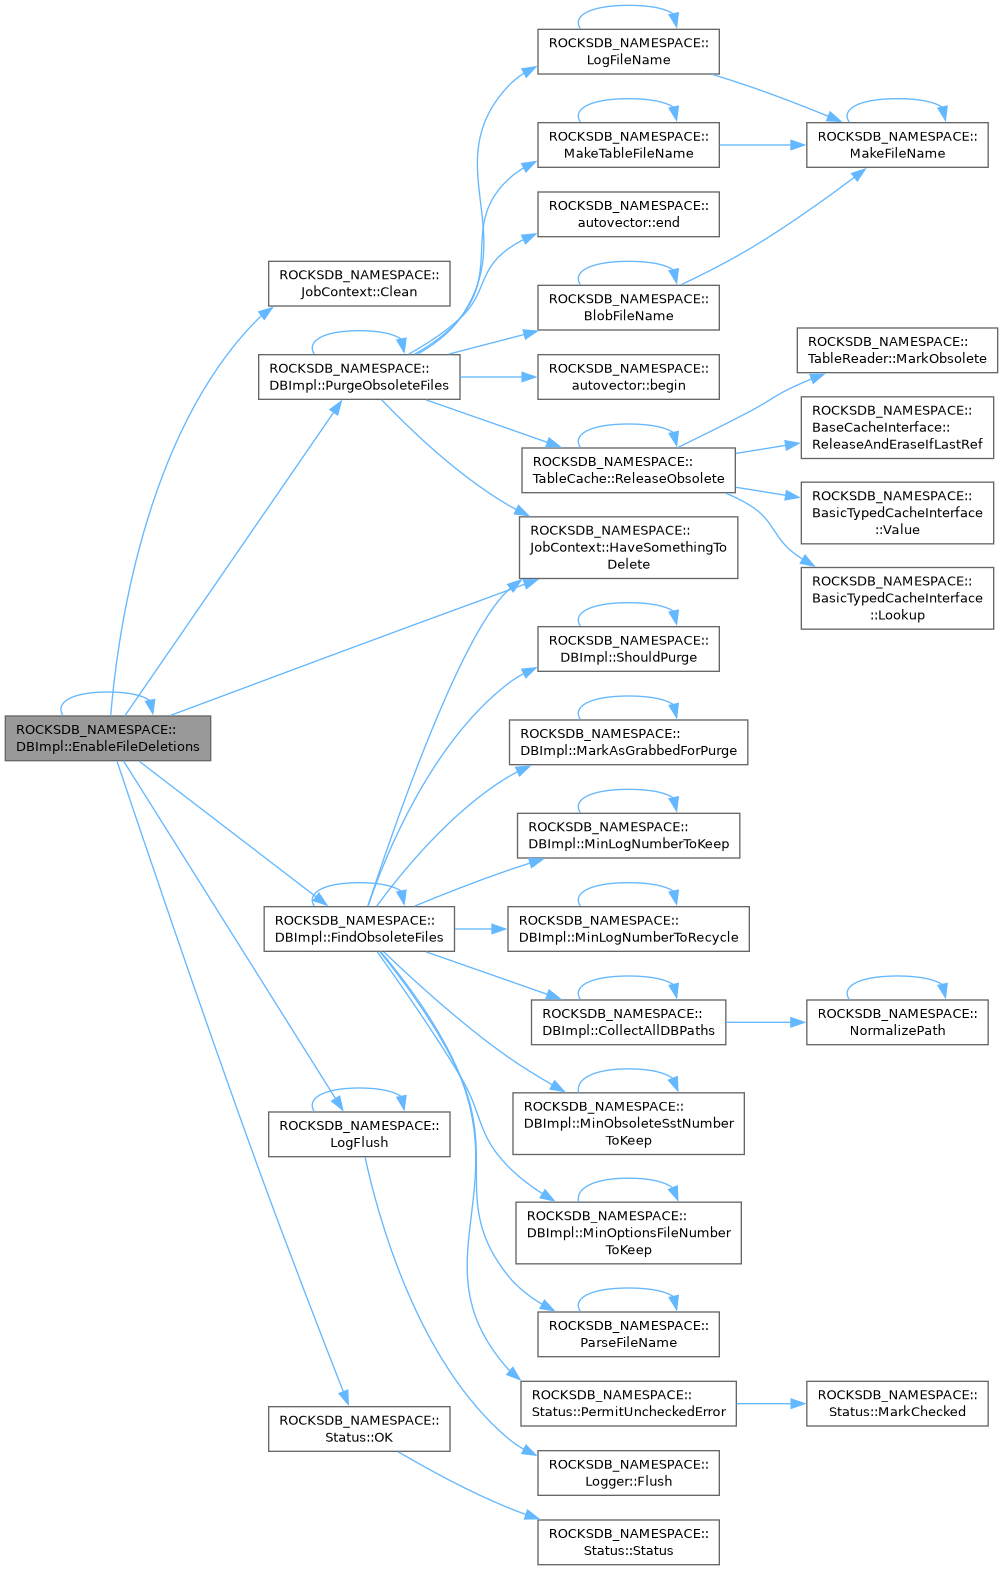 ROCKSDB_NAMESPACE::
LogFileName
ROCKSDB_NAMESPACE::
MakeTableFileName
ROCKSDB_NAMESPACE::
MakeFileName
ROCKSDB_NAMESPACE::
autovector::end
ROCKSDB_NAMESPACE::
JobContext::Clean
ROCKSDB_NAMESPACE::
BlobFileName
ROCKSDB_NAMESPACE::
TableReader::MarkObsolete
ROCKSDB_NAMESPACE::
DBImpl::PurgeObsoleteFiles
ROCKSDB_NAMESPACE::
autovector::begin
ROCKSDB_NAMESPACE::
BaseCacheInterface::
ReleaseAndEraseIfLastRef
ROCKSDB_NAMESPACE::
TableCache::ReleaseObsolete
ROCKSDB_NAMESPACE::
BasicTypedCacheInterface
::Value
ROCKSDB_NAMESPACE::
JobContext::HaveSomethingTo
Delete
ROCKSDB_NAMESPACE::
BasicTypedCacheInterface
::Lookup
ROCKSDB_NAMESPACE::
DBImpl::ShouldPurge
ROCKSDB_NAMESPACE::
DBImpl::EnableFileDeletions
ROCKSDB_NAMESPACE::
DBImpl::MarkAsGrabbedForPurge
ROCKSDB_NAMESPACE::
DBImpl::MinLogNumberToKeep
ROCKSDB_NAMESPACE::
DBImpl::FindObsoleteFiles
ROCKSDB_NAMESPACE::
DBImpl::MinLogNumberToRecycle
ROCKSDB_NAMESPACE::
DBImpl::CollectAllDBPaths
ROCKSDB_NAMESPACE::
NormalizePath
ROCKSDB_NAMESPACE::
DBImpl::MinObsoleteSstNumber
ToKeep
ROCKSDB_NAMESPACE::
LogFlush
ROCKSDB_NAMESPACE::
DBImpl::MinOptionsFileNumber
ToKeep
ROCKSDB_NAMESPACE::
ParseFileName
ROCKSDB_NAMESPACE::
Status::PermitUncheckedError
ROCKSDB_NAMESPACE::
Status::MarkChecked
ROCKSDB_NAMESPACE::
Status::OK
ROCKSDB_NAMESPACE::
Logger::Flush
ROCKSDB_NAMESPACE::
Status::Status